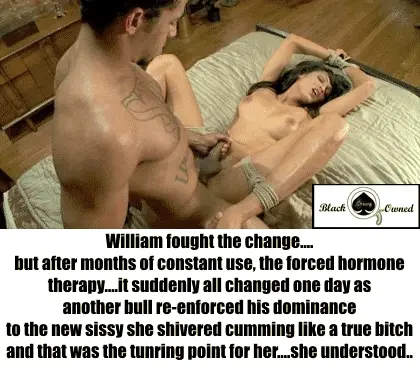 Black Owned
William fought the change....
but after months of constant use, the forced hormone
therapy....it suddenly all changed one day as
another bull re-enforced his dominance
to the new sissy she shivered cumming like a true bitch
and that was the tunring point for her....she understood..